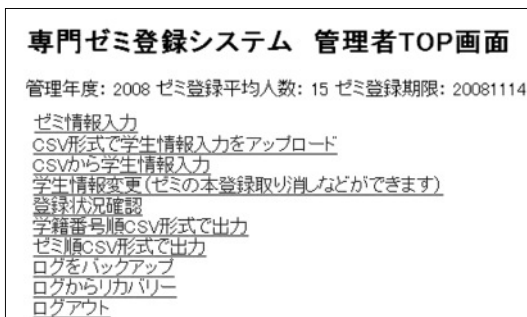 専門ゼミ登録システム 管理者TOP画面
管理年度: 2008 ゼミ登録平均人数: 15 ゼミ登録期限: 20081114
ゼミ情報入力
CSV形式で学生情報入力をアップロード
CSVから学生情報入力
学生情報変更(ゼミの本登録取り消しなどができます)
登録状況確認
学籍番号順CSV形式で出力
ゼミ順CSV形式で出力
ログをバックアップ
ログからリカバリー
ログアウト